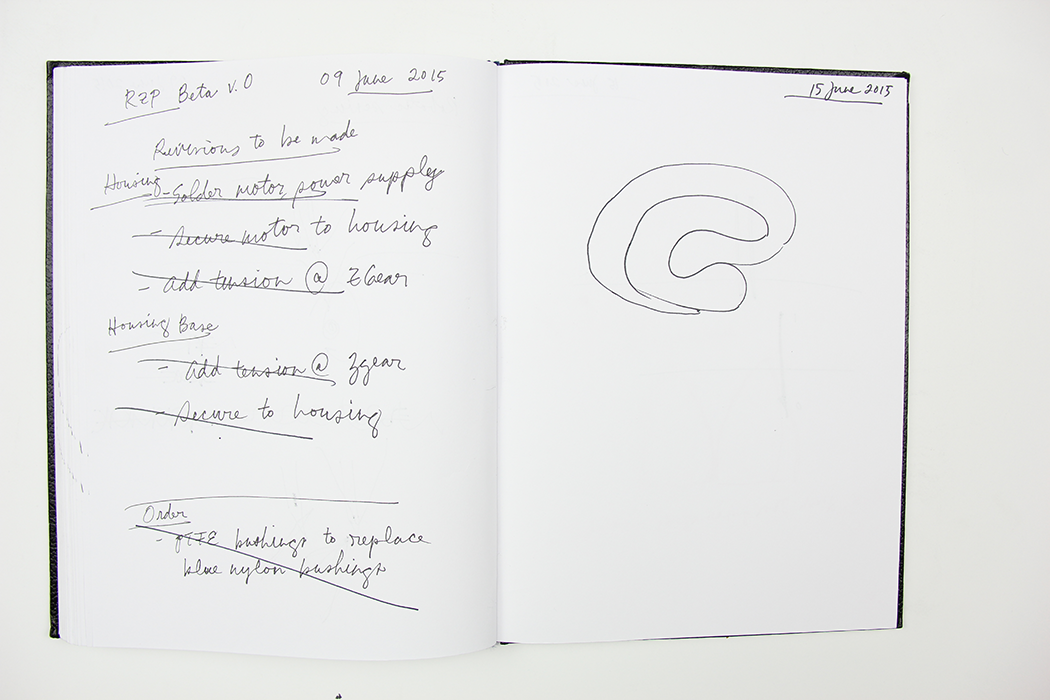 RZP Beta v.0 09 June 2015
Revisions to be made
Housing - Solder motor power supply
- Secure motor to housing
- add tension @ ZGear
Housing Base
- add tension @ Zgear
- Secure to housing
Order
- PTFE bushings to replace
blue nylon bushings
15 June 2015